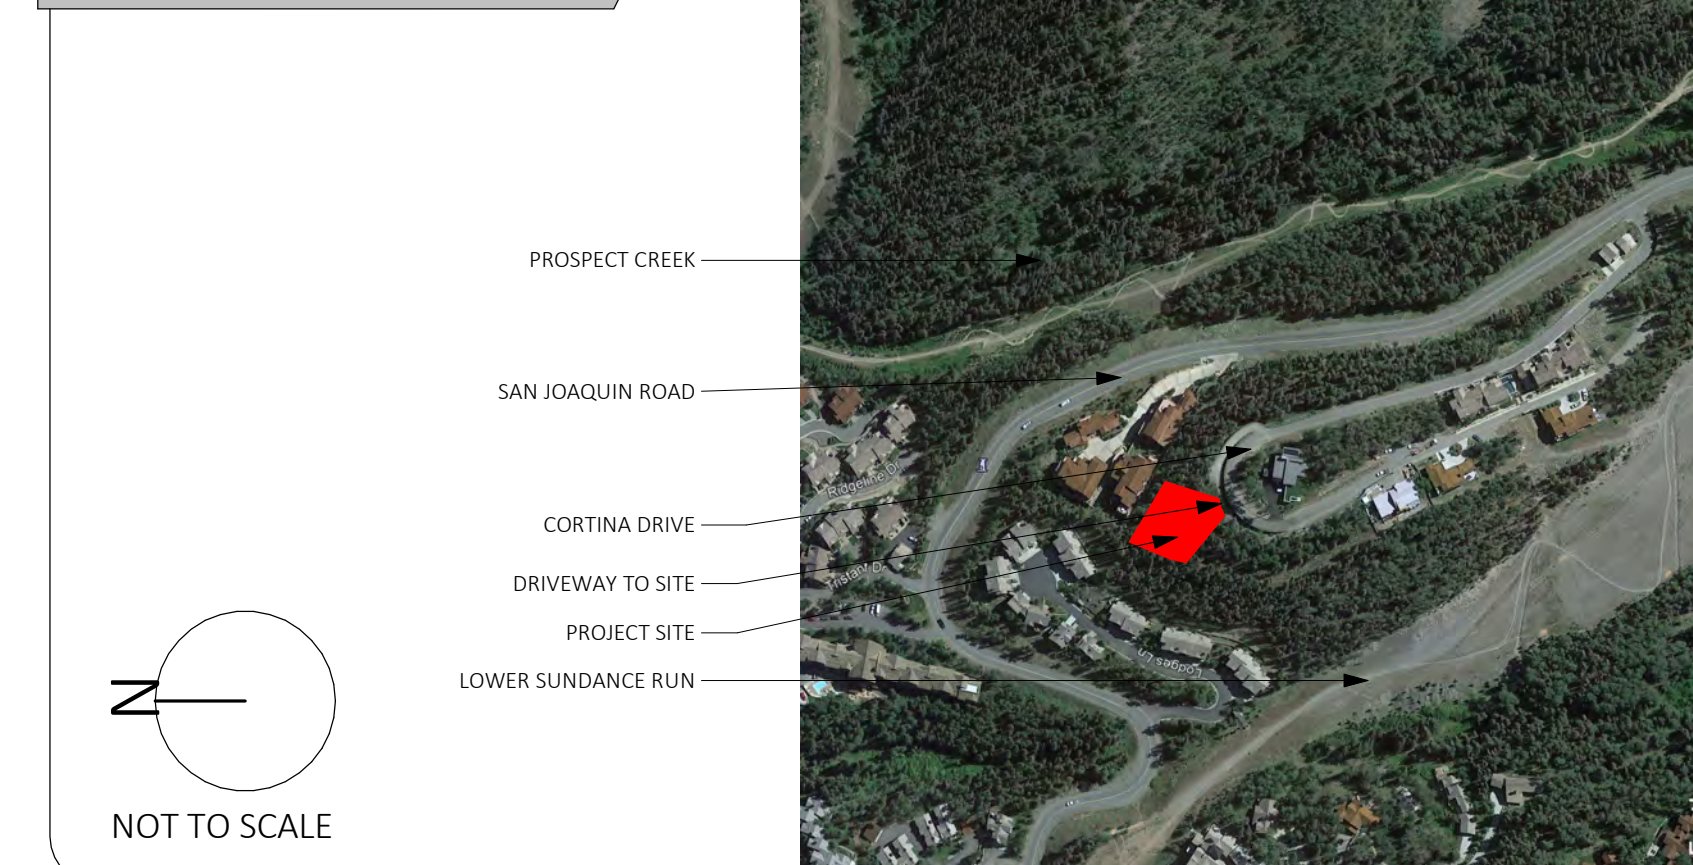 PROSPECT CREEK
SAN JOAQUIN ROAD
CORTINA DRIVE
DRIVEWAY TO SITE
PROJECT SITE
LOWER SUNDANCE RUN
Ridgeline Dr
Tristant Dr
Lodges Ln
N
NOT TO SCALE